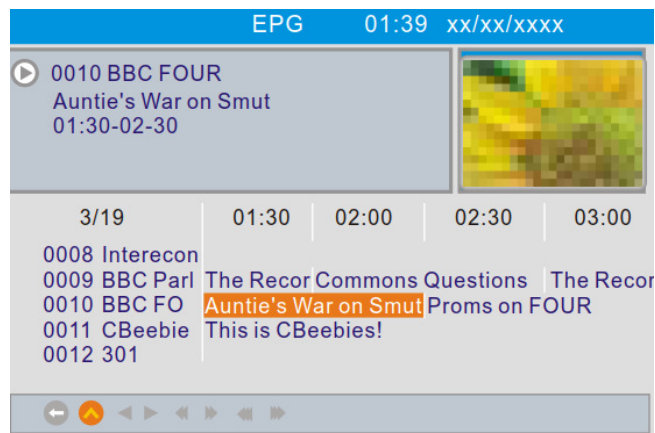 EPG 01:39 xx/xx/xxxx
0010 BBC FOUR
Auntie's War on Smut
01:30-02-30
3/19 01:30 02:00 02:30 03:00
0008 Interecon
0009 BBC Parl The Recor Commons Questions The Recor
0010 BBC FO Auntie's War on Smut Proms on FOUR
0011 CBeebie This is CBeebies!
0012 301